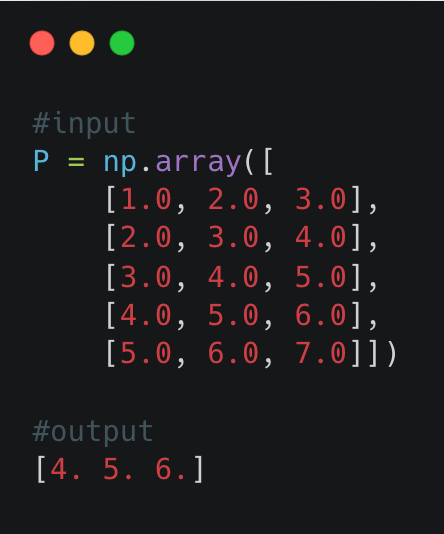 #input
P = np.array([
[1.0, 2.0, 3.0],
[2.0, 3.0, 4.0],
[3.0, 4.0, 5.0],
[4.0, 5.0, 6.0],
[5.0, 6.0, 7.0]])
#output
[4. 5. 6.]